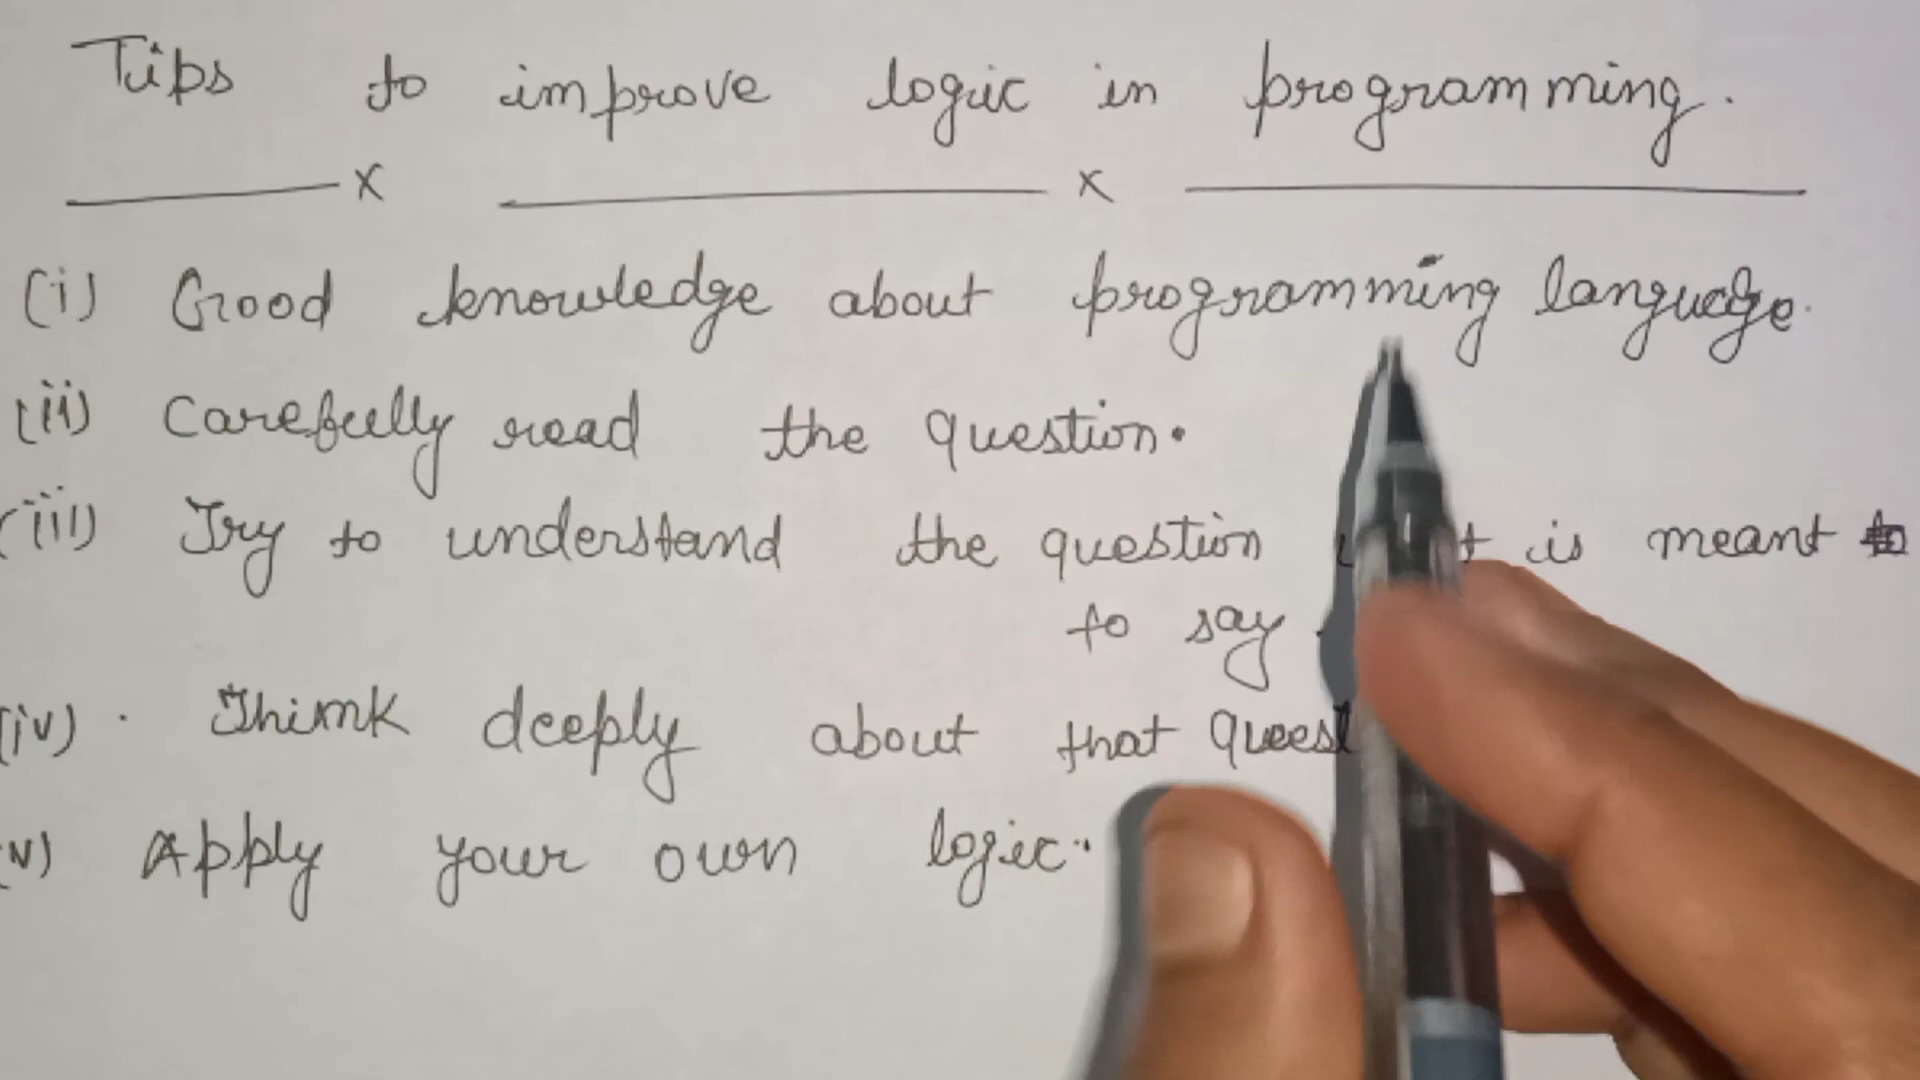 Tips to improve logic in programming.
x x
(i) Good knowledge about programming language.
(ii) Carefully read the question.
(iii) Try to understand the question is meant
to say
(iv) . Think deeply about that
v) Apply your own logic.